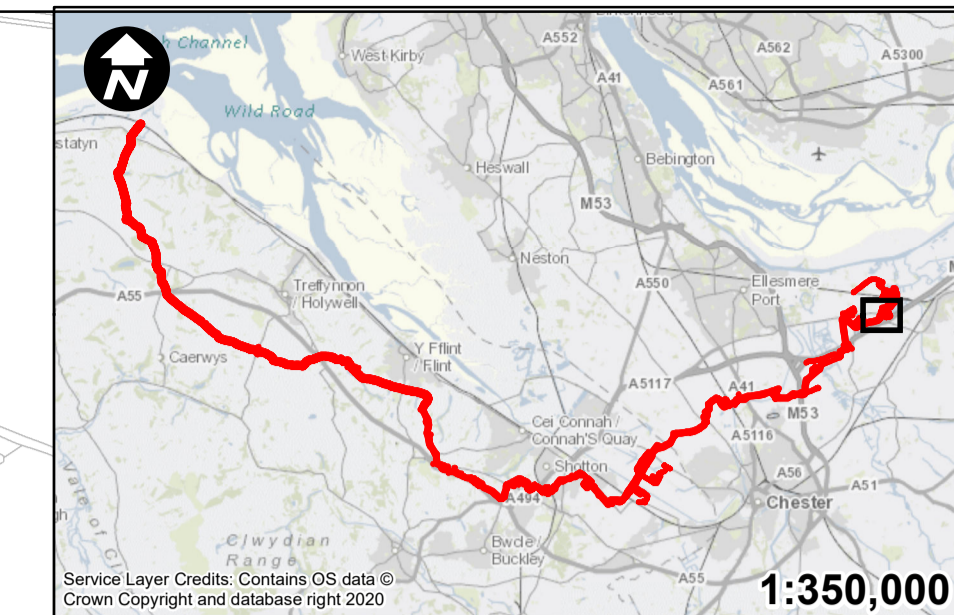 N
h Channel
Wild Road
West Kirby
A552
A41
A562
A5300
A561
statyn
Heswall
Bebington
M53
Neston
A55
Treffynnon
/ Holywell
A550
Ellesmere
Port
Caerwys
Y Fflint
/ Flint
A5117
A41
M53
Cei Connah /
Connah'S Quay
A5116
Shotton
A56
A51
A494
Chester
Clwydian
Range
Bwcle /
Buckley
A55
Service Layer Credits: Contains OS data ©
Crown Copyright and database right 2020
1:350,000